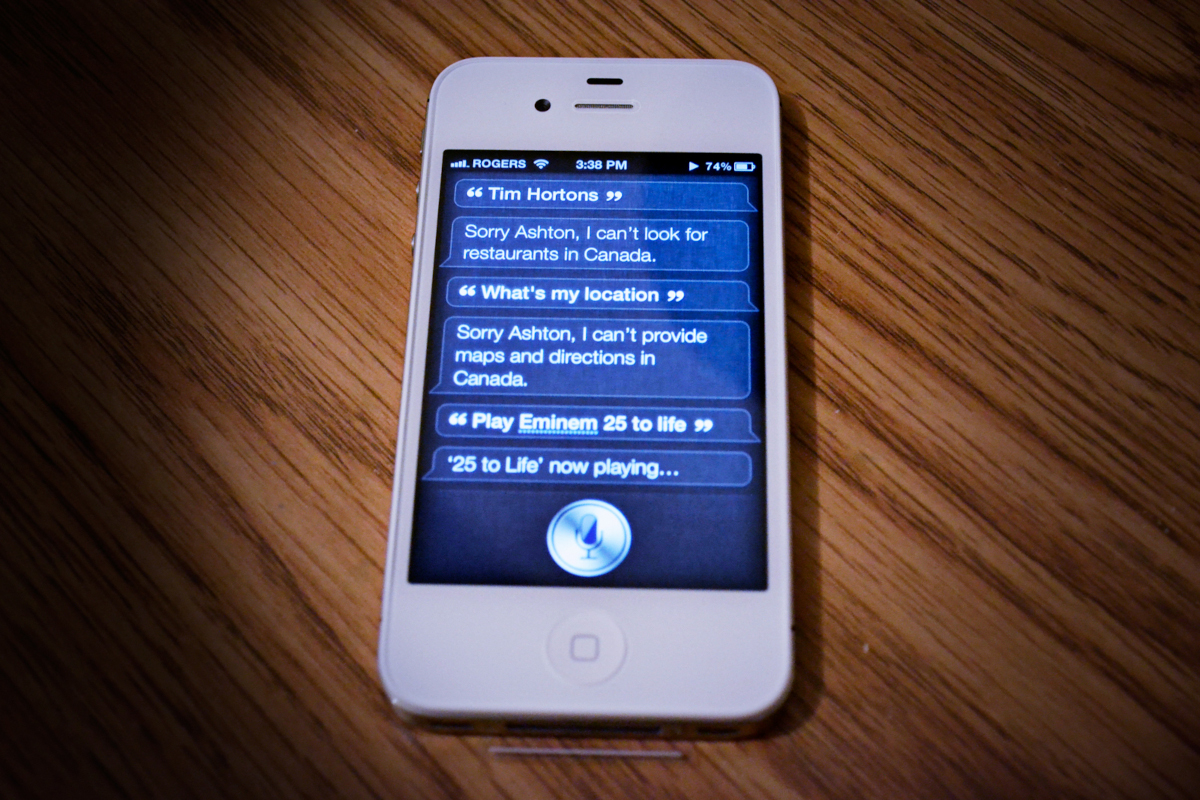 ROGERS 3:38 PM 74%
“ Tim Hortons ”
Sorry Ashton, I can't look for
restaurants in Canada.
“ What's my location ”
Sorry Ashton, I can't provide
maps and directions in
Canada.
“ Play Eminem 25 to life ”
‘25 to Life’ now playing...